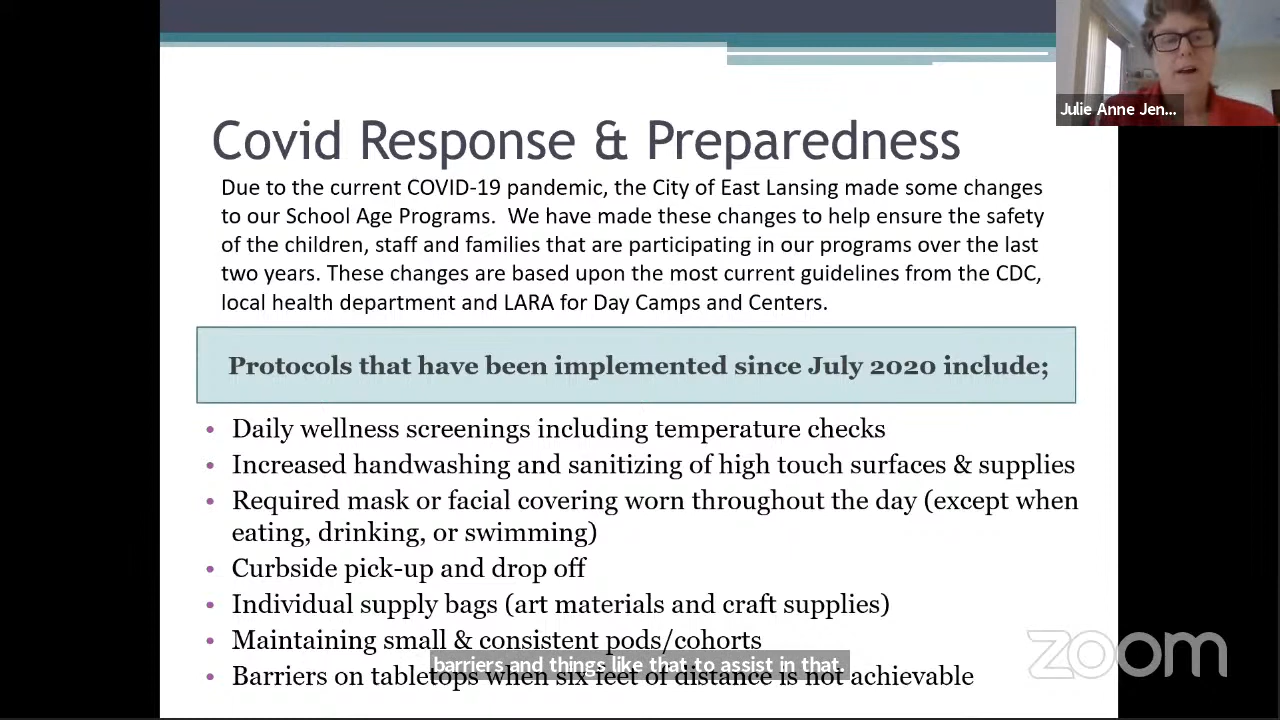 Julie Anne Jen...
Covid Response & Preparedness
Due to the current COVID-19 pandemic, the City of East Lansing made some changes
to our School Age Programs.  We have made these changes to help ensure the safety
of the children, staff and families that are participating in our programs over the last
two years. These changes are based upon the most current guidelines from the CDC,
local health department and LARA for Day Camps and Centers.
Protocols that have been implemented since July 2020 include;
• Daily wellness screenings including temperature checks
• Increased handwashing and sanitizing of high touch surfaces & supplies
• Required mask or facial covering worn throughout the day (except when
eating, drinking, or swimming)
• Curbside pick-up and drop off
• Individual supply bags (art materials and craft supplies)
• Maintaining small & consistent pods/cohorts
barriers and things like that to assist in that.
• Barriers on tabletops when six feet of distance is not achievable
zoom